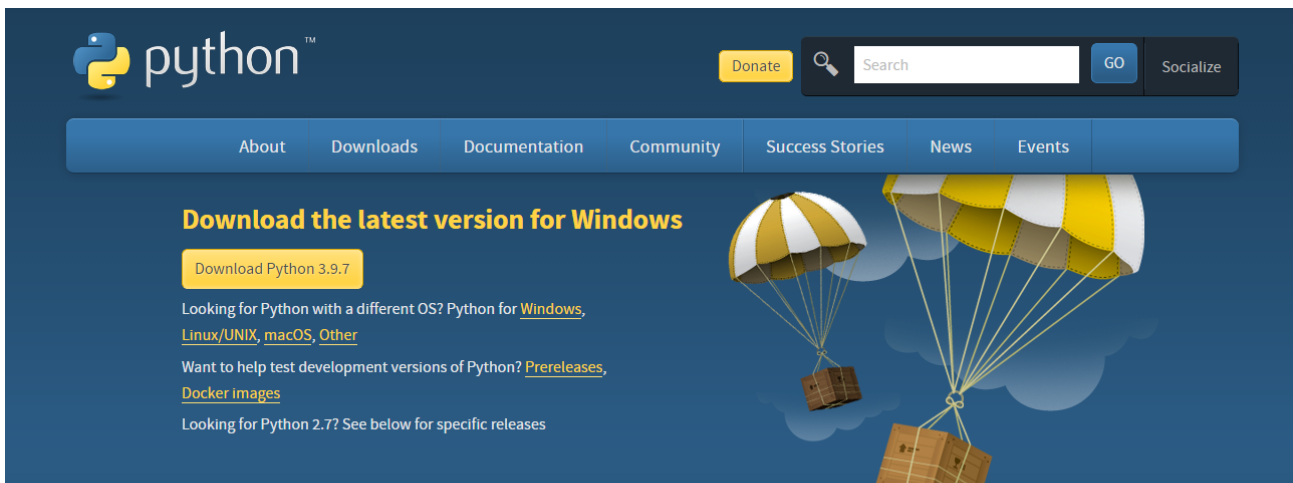 python™
Donate
Search
GO
Socialize
About Downloads Documentation Community Success Stories News Events
Download the latest version for Windows
Download Python 3.9.7
Looking for Python with a different OS? Python for Windows,
Linux/UNIX, macOS, Other
Want to help test development versions of Python? Prereleases,
Docker images
Looking for Python 2.7? See below for specific releases